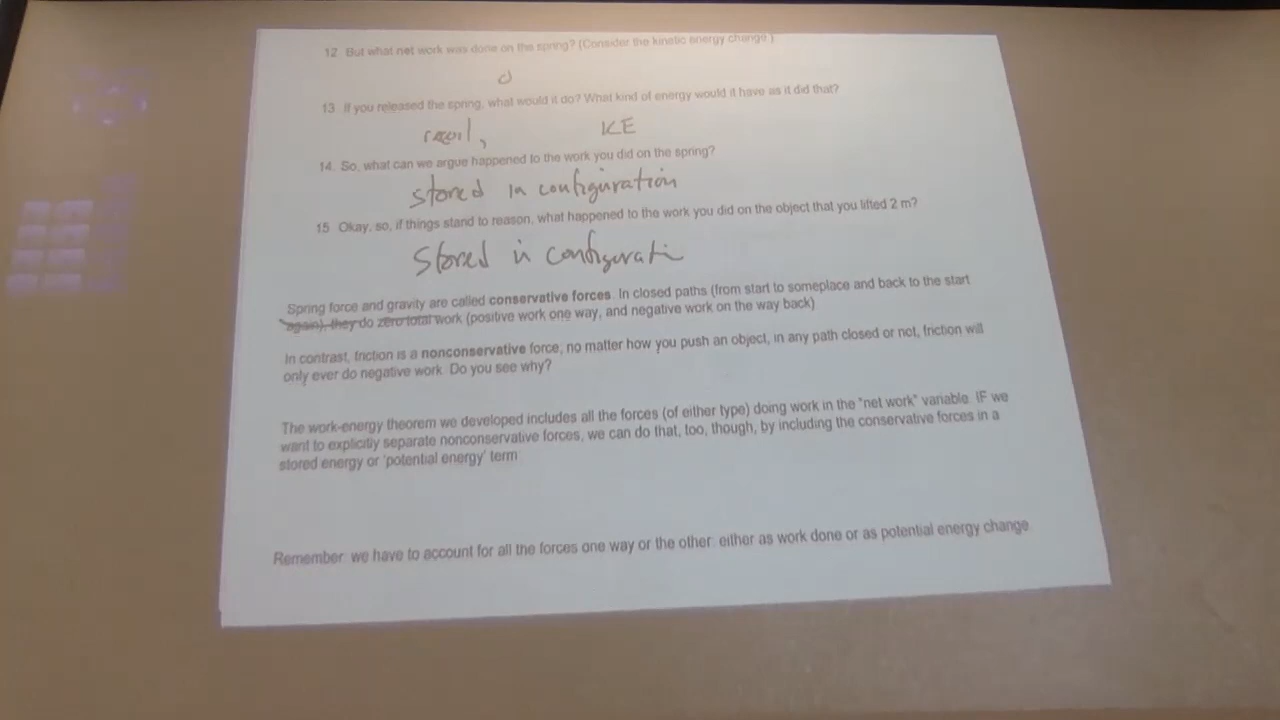 12 But what net work was done on the spring? (Consider the kinetic energy change.)
0
13 If you released the spring, what would it do? What kind of energy would it have as it did that?
recoil, KE
14. So, what can we argue happened to the work you did on the spring?
stored in configuration
15 Okay, so, if things stand to reason, what happened to the work you did on the object that you lifted 2 m?
Stored in configurati
Spring force and gravity are called conservative forces. In closed paths (from start to someplace and back to the start
again), they do zero total work (positive work one way, and negative work on the way back)
In contrast, friction is a nonconservative force; no matter how you push an object, in any path closed or not, friction will
only ever do negative work. Do you see why?
The work-energy theorem we developed includes all the forces (of either type) doing work in the "net work" variable. IF we
want to explicitly separate nonconservative forces, we can do that, too, though, by including the conservative forces in a
stored energy or 'potential energy' term
Remember: we have to account for all the forces one way or the other: either as work done or as potential energy change.